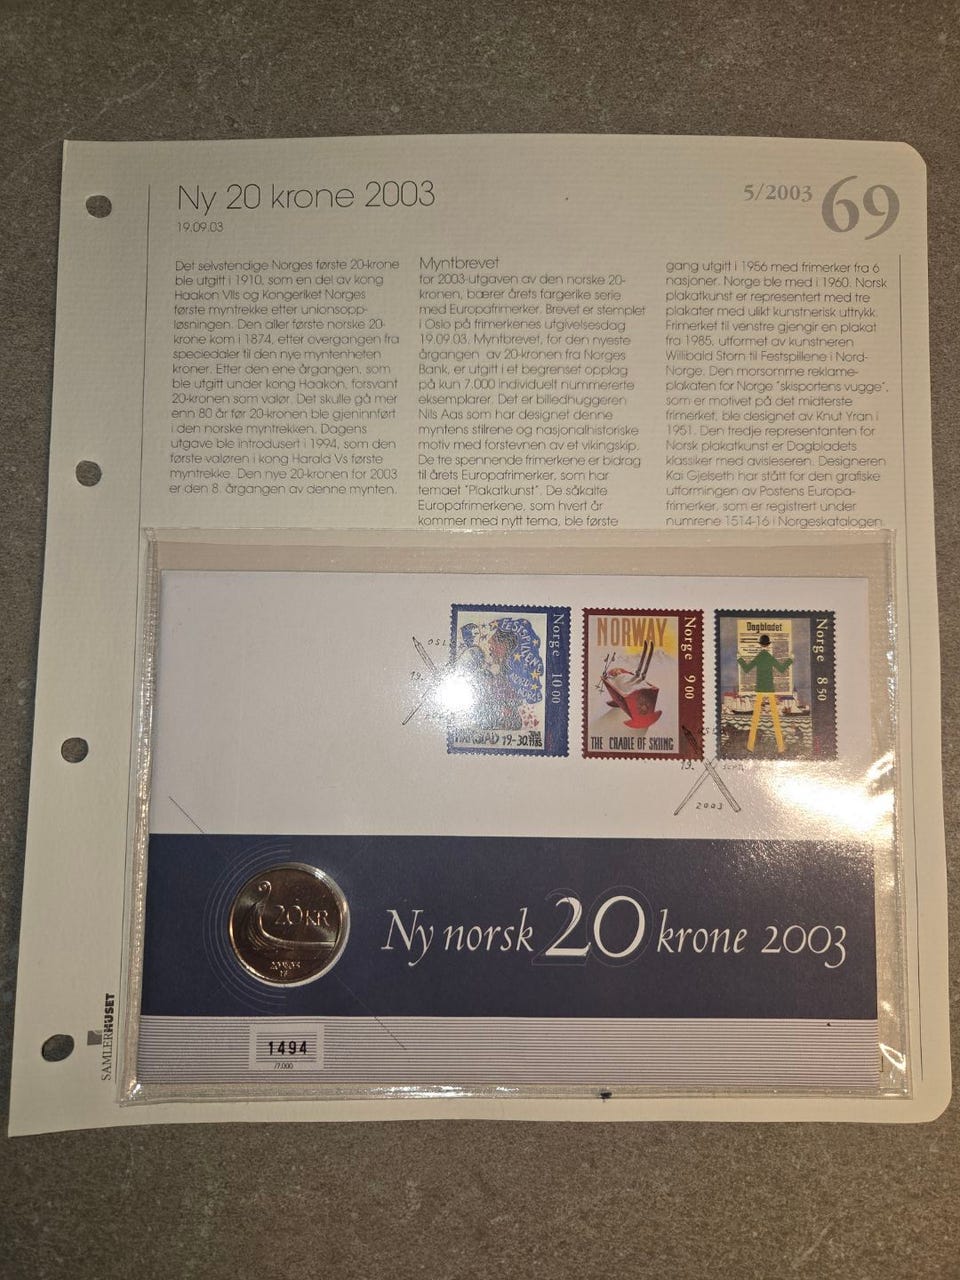 Ny 20 krone 2003
19.09.03
5/2003 69
Det selvstendige Norges første 20-krone
ble utgitt i 1910, som en del av kong
Haakon VIIs og Kongeriket Norges
første myntrekke etter unionsopp-
løsningen. Den aller første norske 20-
krone kom i 1874, etter overgangen fra
speciedaler til den nye myntenheten
kroner. Etter den ene årgangen, som
ble utgitt under kong Haakon, forsvant
20-kronen som valør. Det skulle gå mer
enn 80 år før 20-kronen ble gjeninnført
i den norske myntrekken. Dagens
utgave ble introdusert i 1994, som den
første valøren i kong Harald Vs første
myntrekke. Den nye 20-kronen for 2003
er den 8. årgangen av denne mynten.
Myntbrevet
for 2003-utgaven av den norske 20-
kronen, bærer årets fargerike serie
med Europafrimerker. Brevet er stemplet
i Oslo på frimerkenes utgivelsesdag
19.09.03. Myntbrevet, for den nyeste
årgangen av 20-kronen fra Norges
Bank, er utgitt i et begrenset opplag
på kun 7.000 individuelt nummererte
eksemplarer. Det er billedhuggeren
Nils Aas som har designet denne
myntens stilrene og nasjonalhistoriske
motiv med forstevnen av et vikingskip.
De tre spennende frimerkene er bidrag
til årets Europafrimerker, som har
temaet "Plakatkunst". De såkalte
Europafrimerkene, som hvert år
kommer med nytt tema, ble første
gang utgitt i 1956 med frimerker fra 6
nasjoner. Norge ble med i 1960. Norsk
plakatkunst er representert med tre
plakater med ulikt kunstnerisk uttrykk.
Frimerket til venstre gjengir en plakat
fra 1985, utformet av kunstneren
Willibald Storn til Festspillene i Nord-
Norge. Den morsomme reklame-
plakaten for Norge "skisportens vugge",
som er motivet på det midterste
frimerket, ble designet av Knut Yran i
1951. Den tredje representanten for
Norsk plakatkunst er Dagbladets
klassiker med avisleseren. Designeren
Kai Gjelseth har stått for den grafiske
utformingen av Postens Europa-
frimerker, som er registrert under
numrene 1514-16 i Norgeskatalogen.
FESTSPILLENE
NORD
NORGE
HARSTAD 19-30.
Norge 10 00
NORWAY
THE CRADLE OF SKIING
Norge 9 00
Dagbladet
Norge 8 50
OSL
19.
19.
2003
20 KR
Ny norsk 20 krone 2003
1494
/7.000
SAMLERHUSET